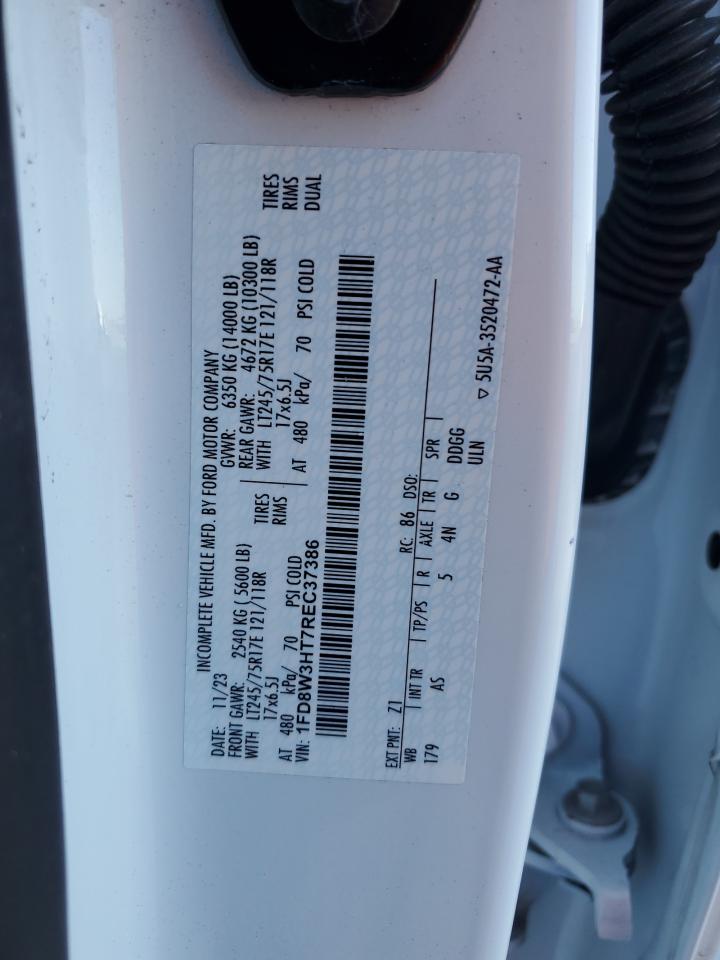 INCOMPLETE VEHICLE MFD. BY FORD MOTOR COMPANY
DATE: 11/23 GVWR: 6350 KG (14000 LB)
FRONT GAWR: 2540 KG (5600 LB) REAR GAWR: 4672 KG (10300 LB)
WITH LT245/75R17E 121/118R TIRES WITH LT245/75R17E 121/118R TIRES
17x6.5J RIMS 17x6.5J RIMS
AT 480 kPa/ 70 PSI COLD AT 480 kPa/ 70 PSI COLD DUAL
VIN: 1FD8W3HT7REC37386
EXT PNT: Z1 RC: 86 DSO:
WB INT TR TP/PS R AXLE TR SPR
179 AS 5 4N G DDGG
ULN
▽ 5U5A-3520472-AA